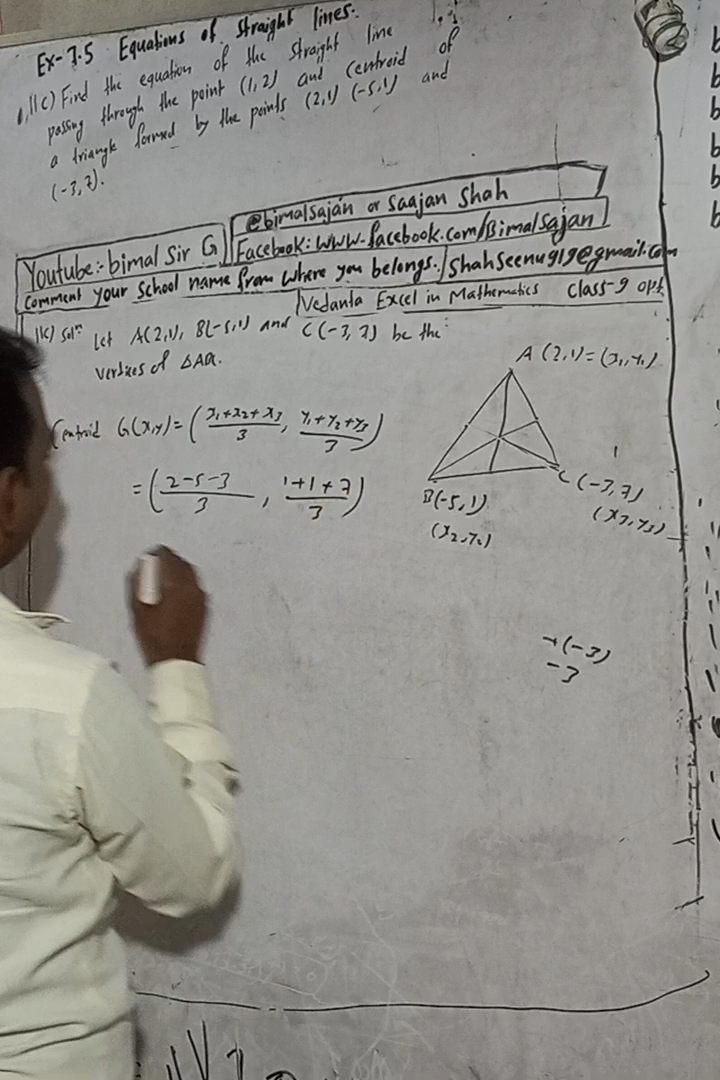 Ex-7.5 Equations of straight lines.
11c) Find the equation of the straight line
passing through the point (1,2) and centroid of
a triangle formed by the points (2,1) (-5,1) and
(-3,7).
@bimalsajan or Saajan Shah
Youtube:- bimal Sir G
Facebook: www.facebook.com/Bimalsajan
Comment your school name from where you belongs.
shahseenu919@gmail.com
Vedanta Excel in Mathematics Class-9 opt
11c) Solⁿ Let A(2,1), B(-5,1) and C(-3,7) be the
vertices of
A(2,1)=(x₁,y₁)
Centroid G(x,y) = (x₁+x₂+x₃/3, y₁+y₂+y₃/3)
= (2-5-3/3, 1+1+7/3)
B(-5,1)
(x₂,y₂)
C(-3,7)
(x₃,y₃)
+(-3)
-3